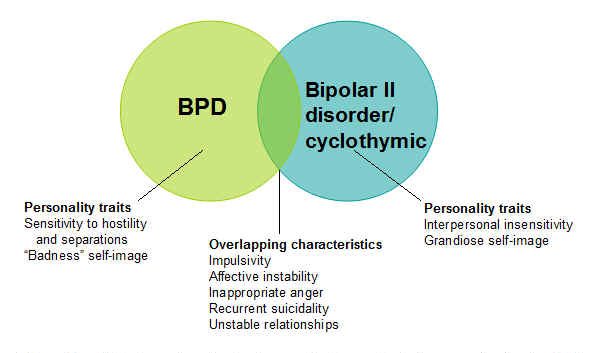 BPD
Bipolar II
disorder/
cyclothymic
Personality traits
Sensitivity to hostility
and separations
“Badness” self-image
Overlapping characteristics
Impulsivity
Affective instability
Inappropriate anger
Recurrent suicidality
Unstable relationships
Personality traits
Interpersonal insensitivity
Grandiose self-image